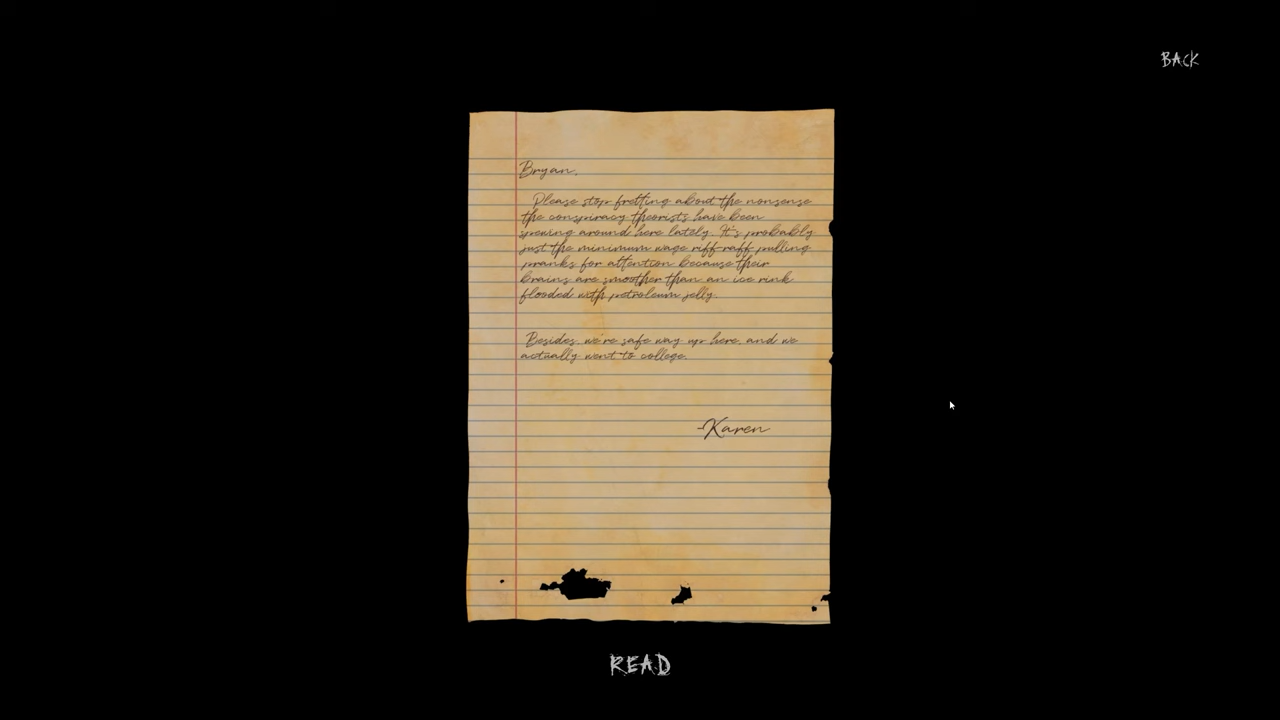 BACK
Bryan,
Please stop fretting about the nonsense
the conspiracy theorists have been
spewing around here lately. It's probably
just the minimum wage riff-raff pulling
pranks for attention because their
brains are smoother than an ice rink
flooded with petroleum jelly.
Besides, we're safe way up here, and we
actually went to college.
-Karen
READ